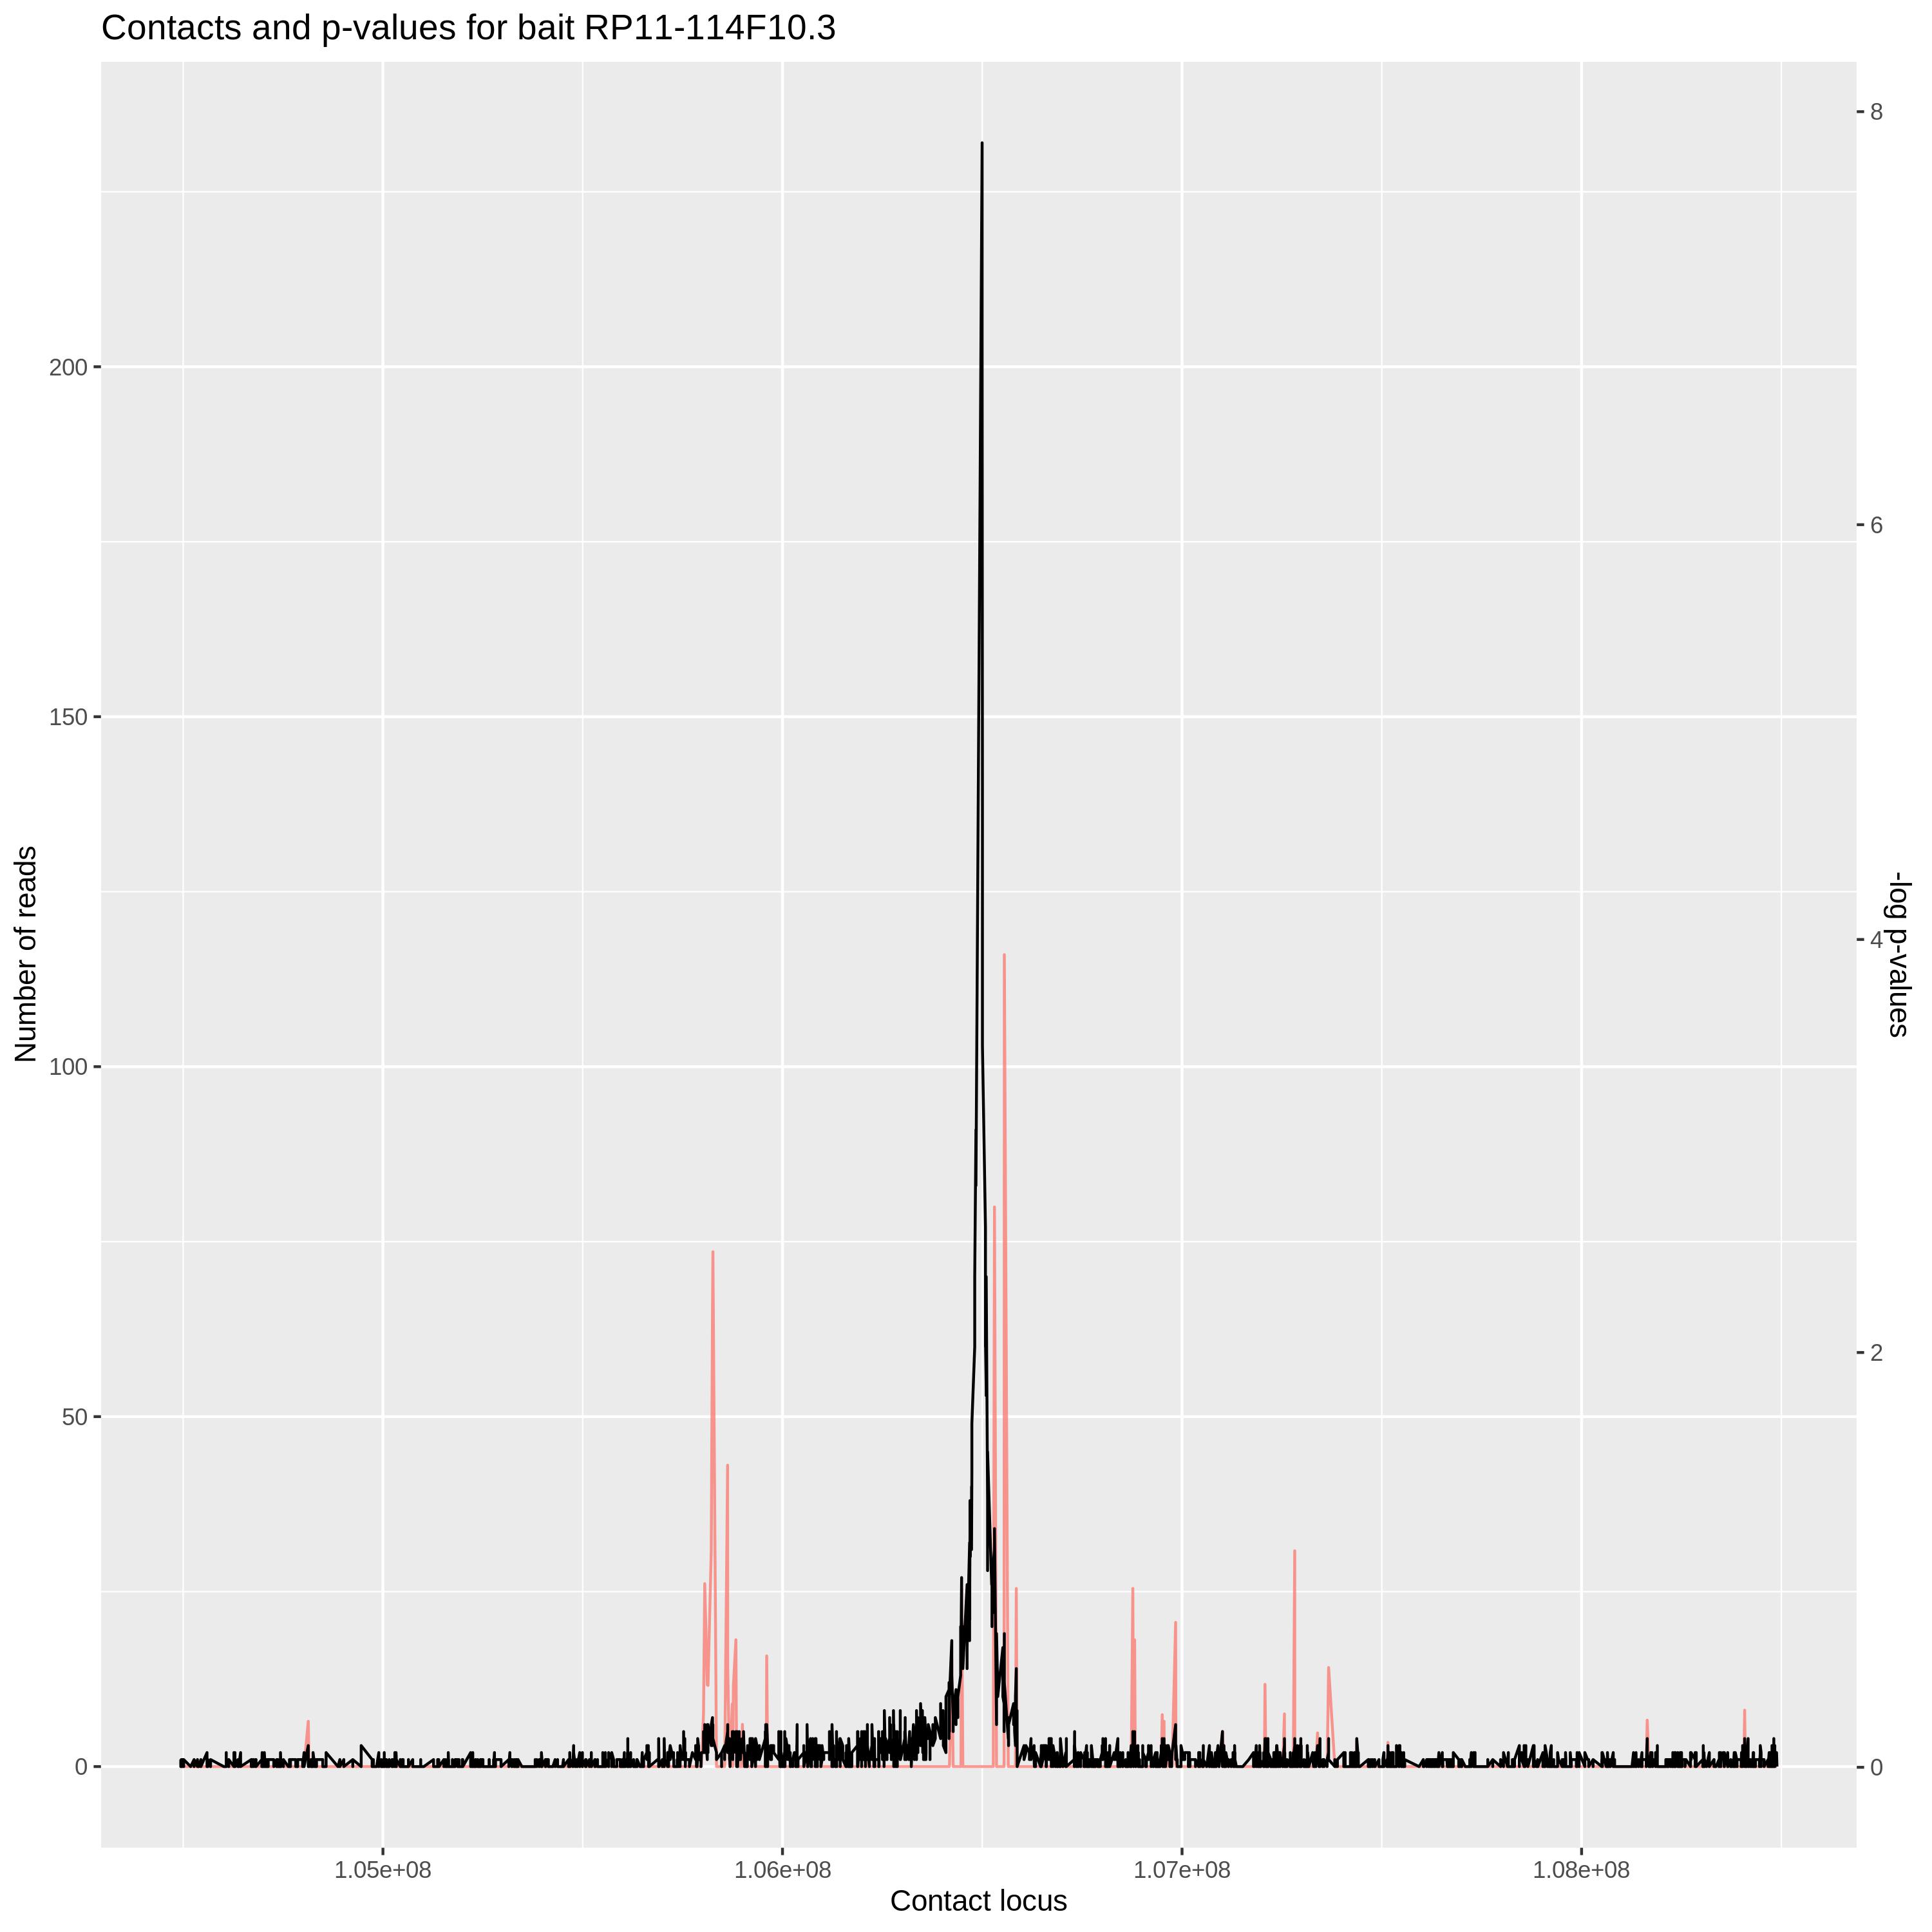 Contacts and p-values for bait RP11-114F10.3
Number of reads
200
150
100
50
0
8
6
4
2
0
-log p-values
1.05e+08
1.06e+08
1.07e+08
1.08e+08
Contact locus